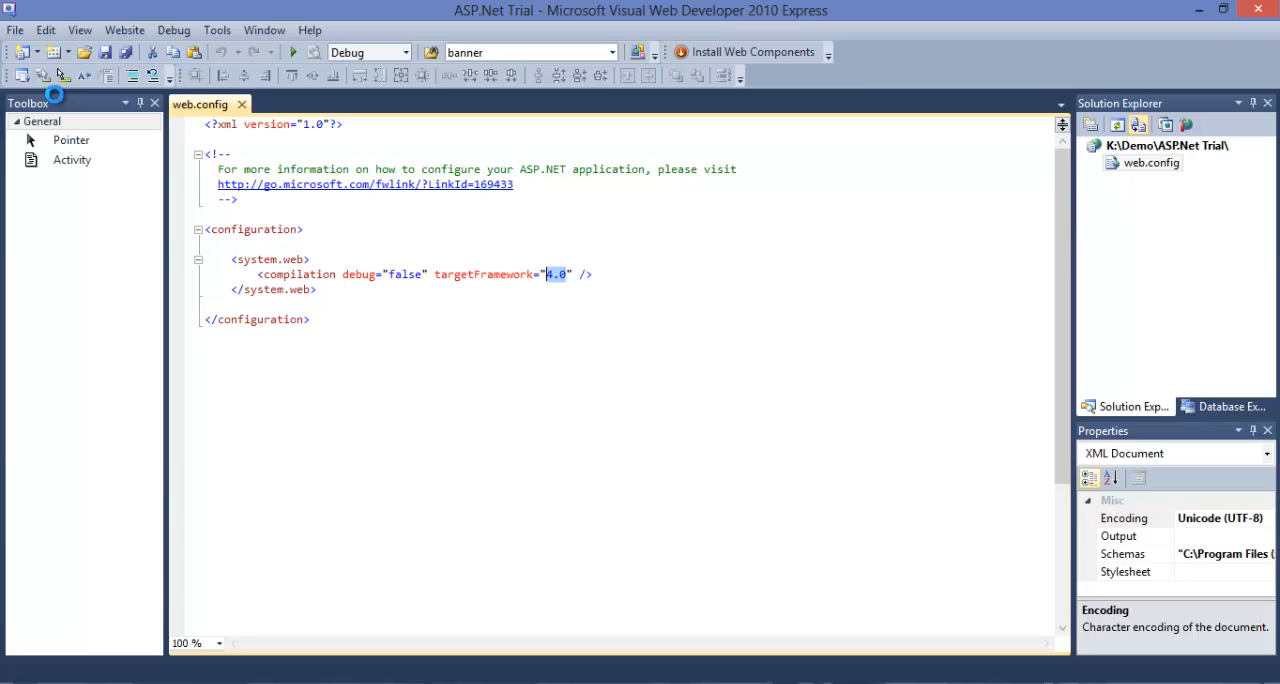 ASP.Net Trial - Microsoft Visual Web Developer 2010 Express
File Edit View Website Debug Tools Window Help
Debug banner Install Web Components
Toolbox
General
Pointer
Activity
web.config
<?xml version="1.0"?>
<!--
For more information on how to configure your ASP.NET application, please visit
http://go.microsoft.com/fwlink/?LinkId=169433
-->
<configuration>
<system.web>
<compilation debug="false" targetFramework="4.0" />
</system.web>
</configuration>
100 %
Solution Explorer
K:\Demo\ASP.Net Trial\
web.config
Solution Exp... Database Ex...
Properties
XML Document
Misc
Encoding Unicode (UTF-8)
Output
Schemas "C:\Program Files (
Stylesheet
Encoding
Character encoding of the document.